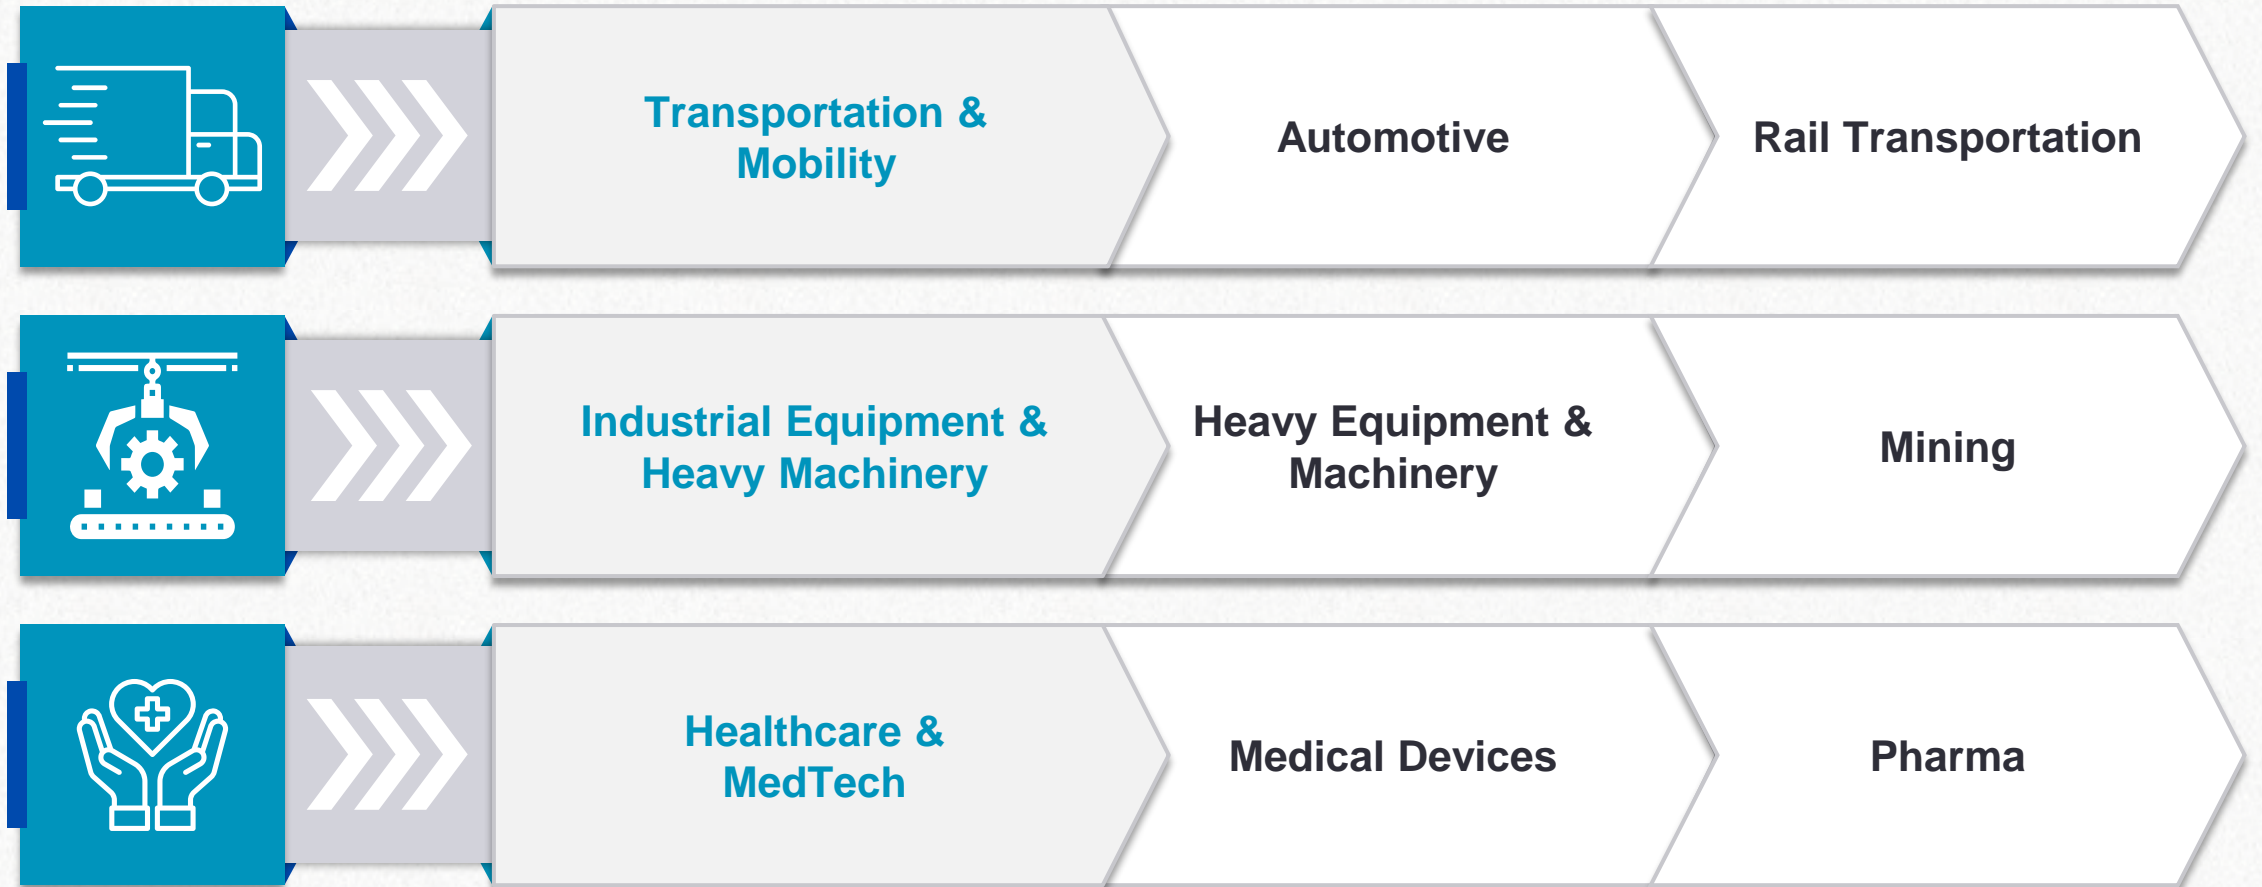 Transportation &
Mobility
Automotive
Rail Transportation
Industrial Equipment &
Heavy Machinery
Heavy Equipment &
Machinery
Mining
Healthcare &
MedTech
Medical Devices
Pharma